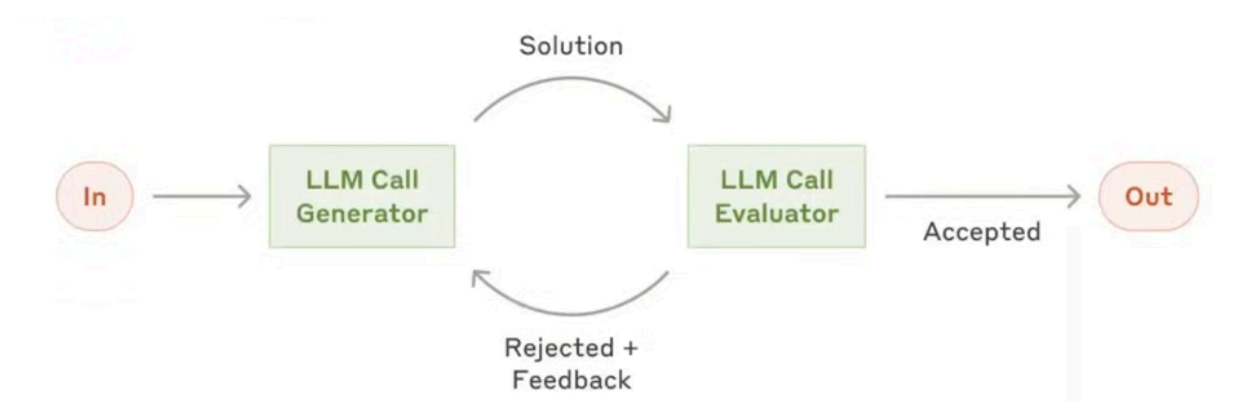 Solution
In
LLM Call
Generator
LLM Call
Evaluator
Accepted
Out
Rejected +
Feedback